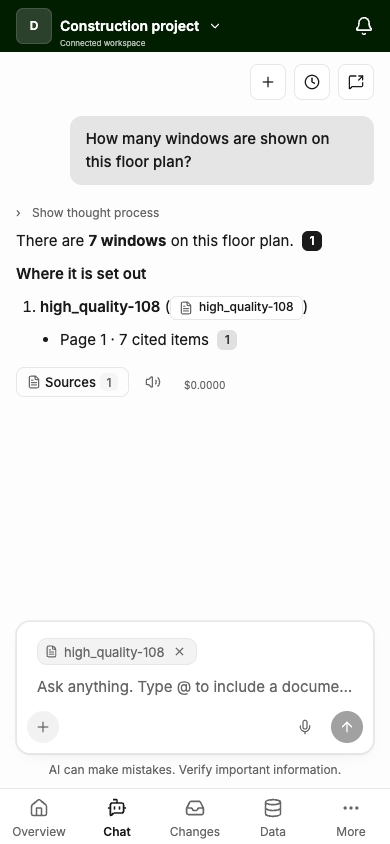 D
Construction project
Connected workspace
How many windows are shown on
this floor plan?
Show thought process
There are 7 windows on this floor plan. 1
Where it is set out
1. high_quality-108 ( high_quality-108 )
• Page 1 · 7 cited items 1
Sources 1
$0.0000
high_quality-108
Ask anything. Type @ to include a docume...
AI can make mistakes. Verify important information.
Overview Chat Changes Data More